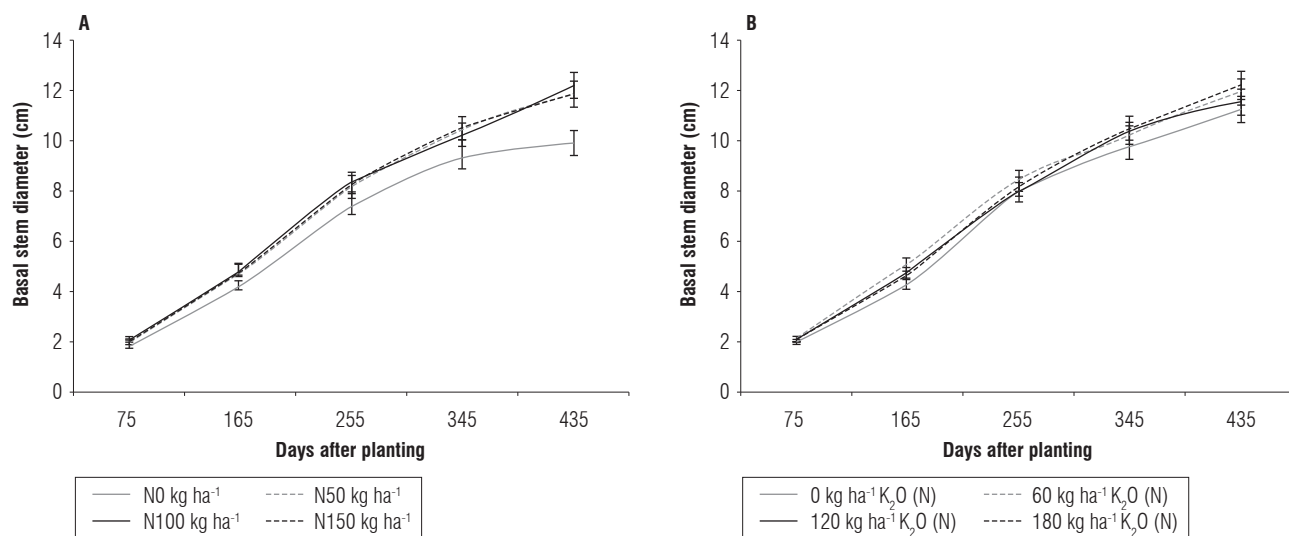 A
14
12
10
8
6
4
2
0
Basal stem diameter (cm)
75 165 255 345 435
Days after planting
N0 kg ha⁻¹ N50 kg ha⁻¹
N100 kg ha⁻¹ N150 kg ha⁻¹
B
14
12
10
8
6
4
2
0
Basal stem diameter (cm)
75 165 255 345 435
Days after planting
0 kg ha⁻¹ K₂O (N) 60 kg ha⁻¹ K₂O (N)
120 kg ha⁻¹ K₂O (N) 180 kg ha⁻¹ K₂O (N)